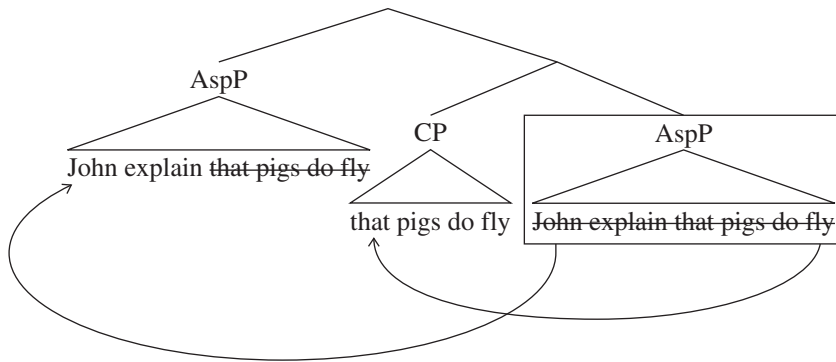 AspP
CP
AspP
John explain that pigs do fly
that pigs do fly
John explain that pigs do fly